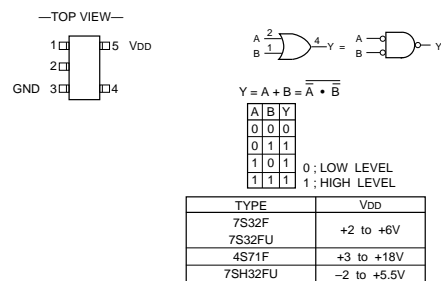 —TOP VIEW—
1 5 VDD
2
GND 3 4
A 2 4 Y = A Y
B 1 B
Y = A + B = A̅ • B̅
A B Y
0 0 0
0 1 1
1 0 1
1 1 1
0 ; LOW LEVEL
1 ; HIGH LEVEL
TYPE VDD
7S32F
7S32FU
+2 to +6V
4S71F +3 to +18V
7SH32FU –2 to +5.5V